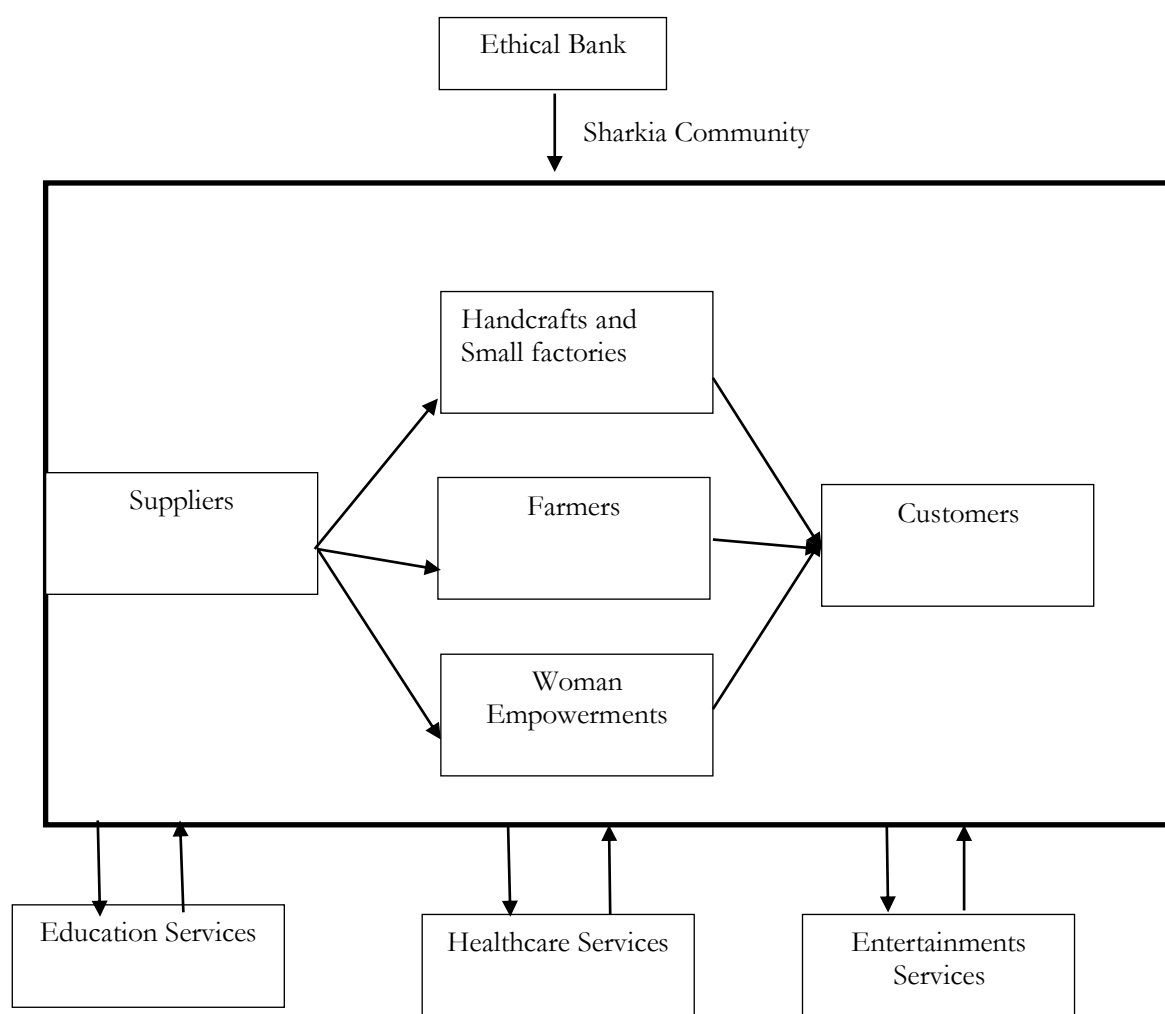 Ethical Bank
Sharkia Community
Handcrafts and
Small factories
Suppliers
Farmers
Customers
Woman
Empowerments
Education Services
Healthcare Services
Entertainments
Services